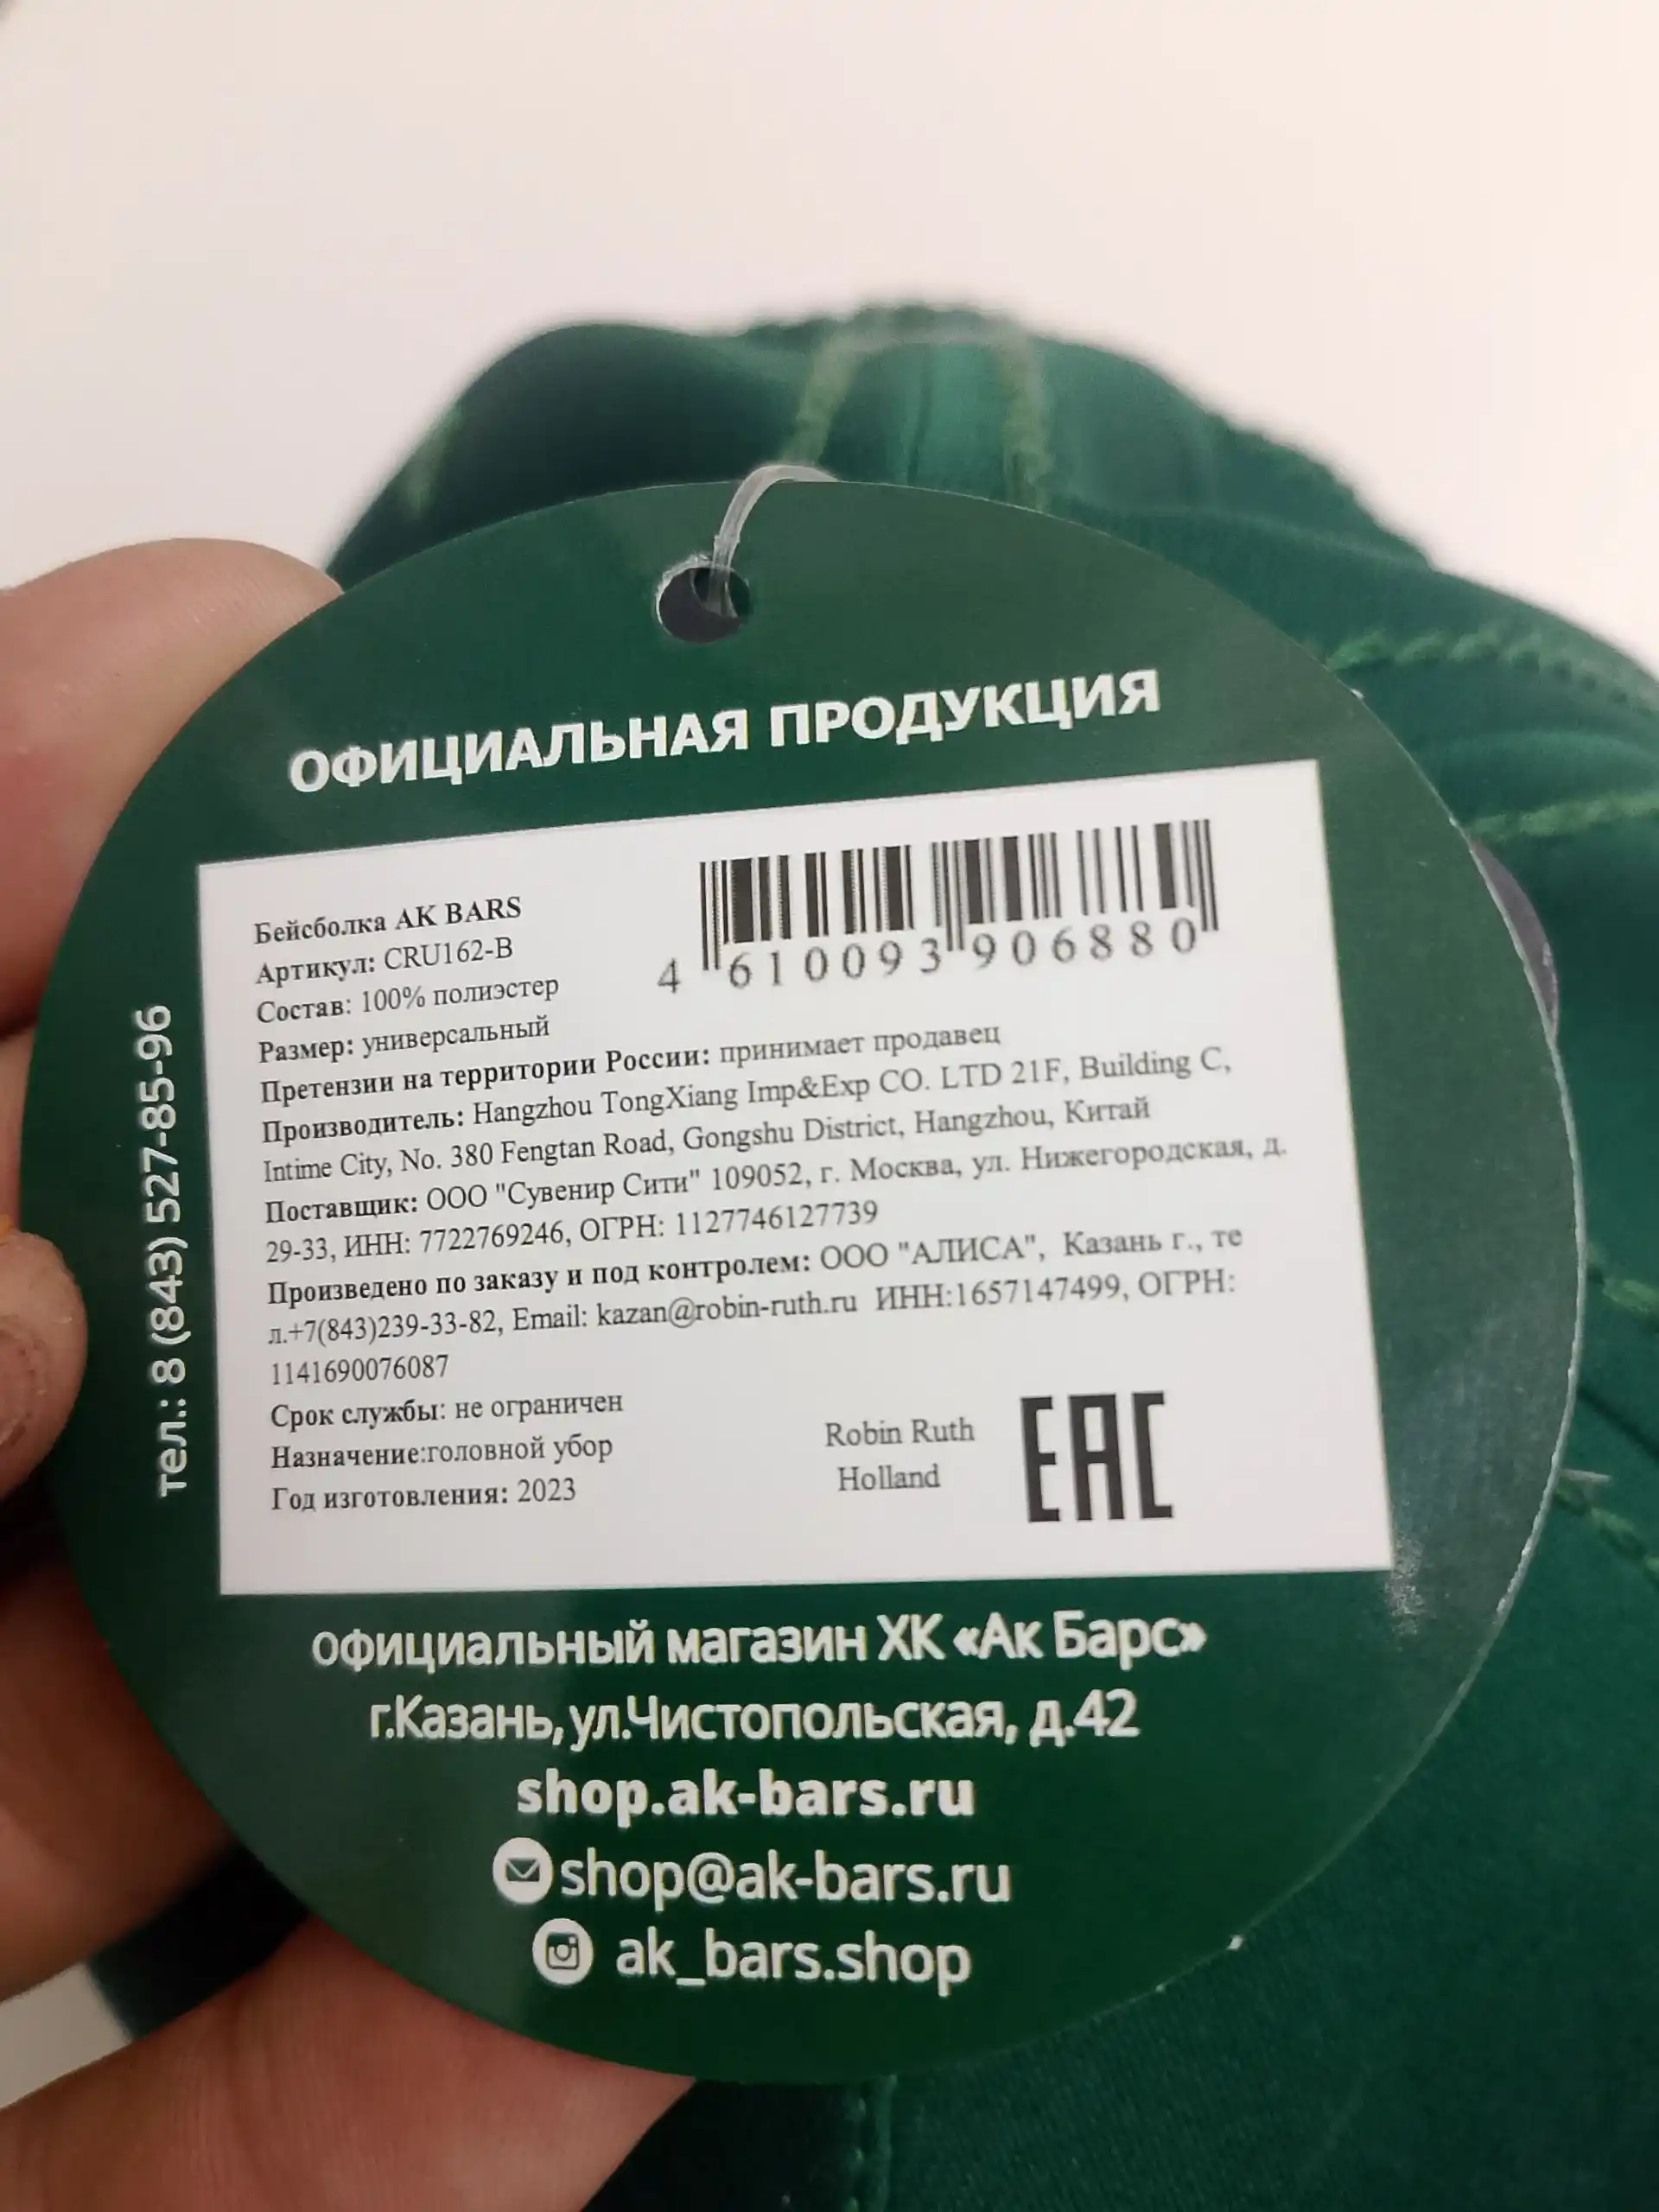 ОФИЦИАЛЬНАЯ ПРОДУКЦИЯ
Бейсболка AK BARS
Артикул: CRU162-B
Состав: 100% полиэстер
Размер: универсальный
4 610093 906880
Претензии на территории России: принимает продавец
Производитель: Hangzhou TongXiang Imp&Exp CO. LTD 21F, Building C,
Intime City, No. 380 Fengtan Road, Gongshu District, Hangzhou, Китай
Поставщик: ООО "Сувенир Сити" 109052, г. Москва, ул. Нижегородская, д.
29-33, ИНН: 7722769246, ОГРН: 1127746127739
Произведено по заказу и под контролем: ООО "АЛИСА", Казань г., те
л.+7(843)239-33-82, Email: kazan@robin-ruth.ru ИНН:1657147499, ОГРН:
1141690076087
Срок службы: не ограничен
Назначение:головной убор
Год изготовления: 2023
Robin Ruth
Holland
EAC
тел.: 8 (843) 527-85-96
официальный магазин ХК «Ак Барс»
г.Казань,ул.Чистопольская, д.42
shop.ak-bars.ru
shop@ak-bars.ru
ak_bars.shop